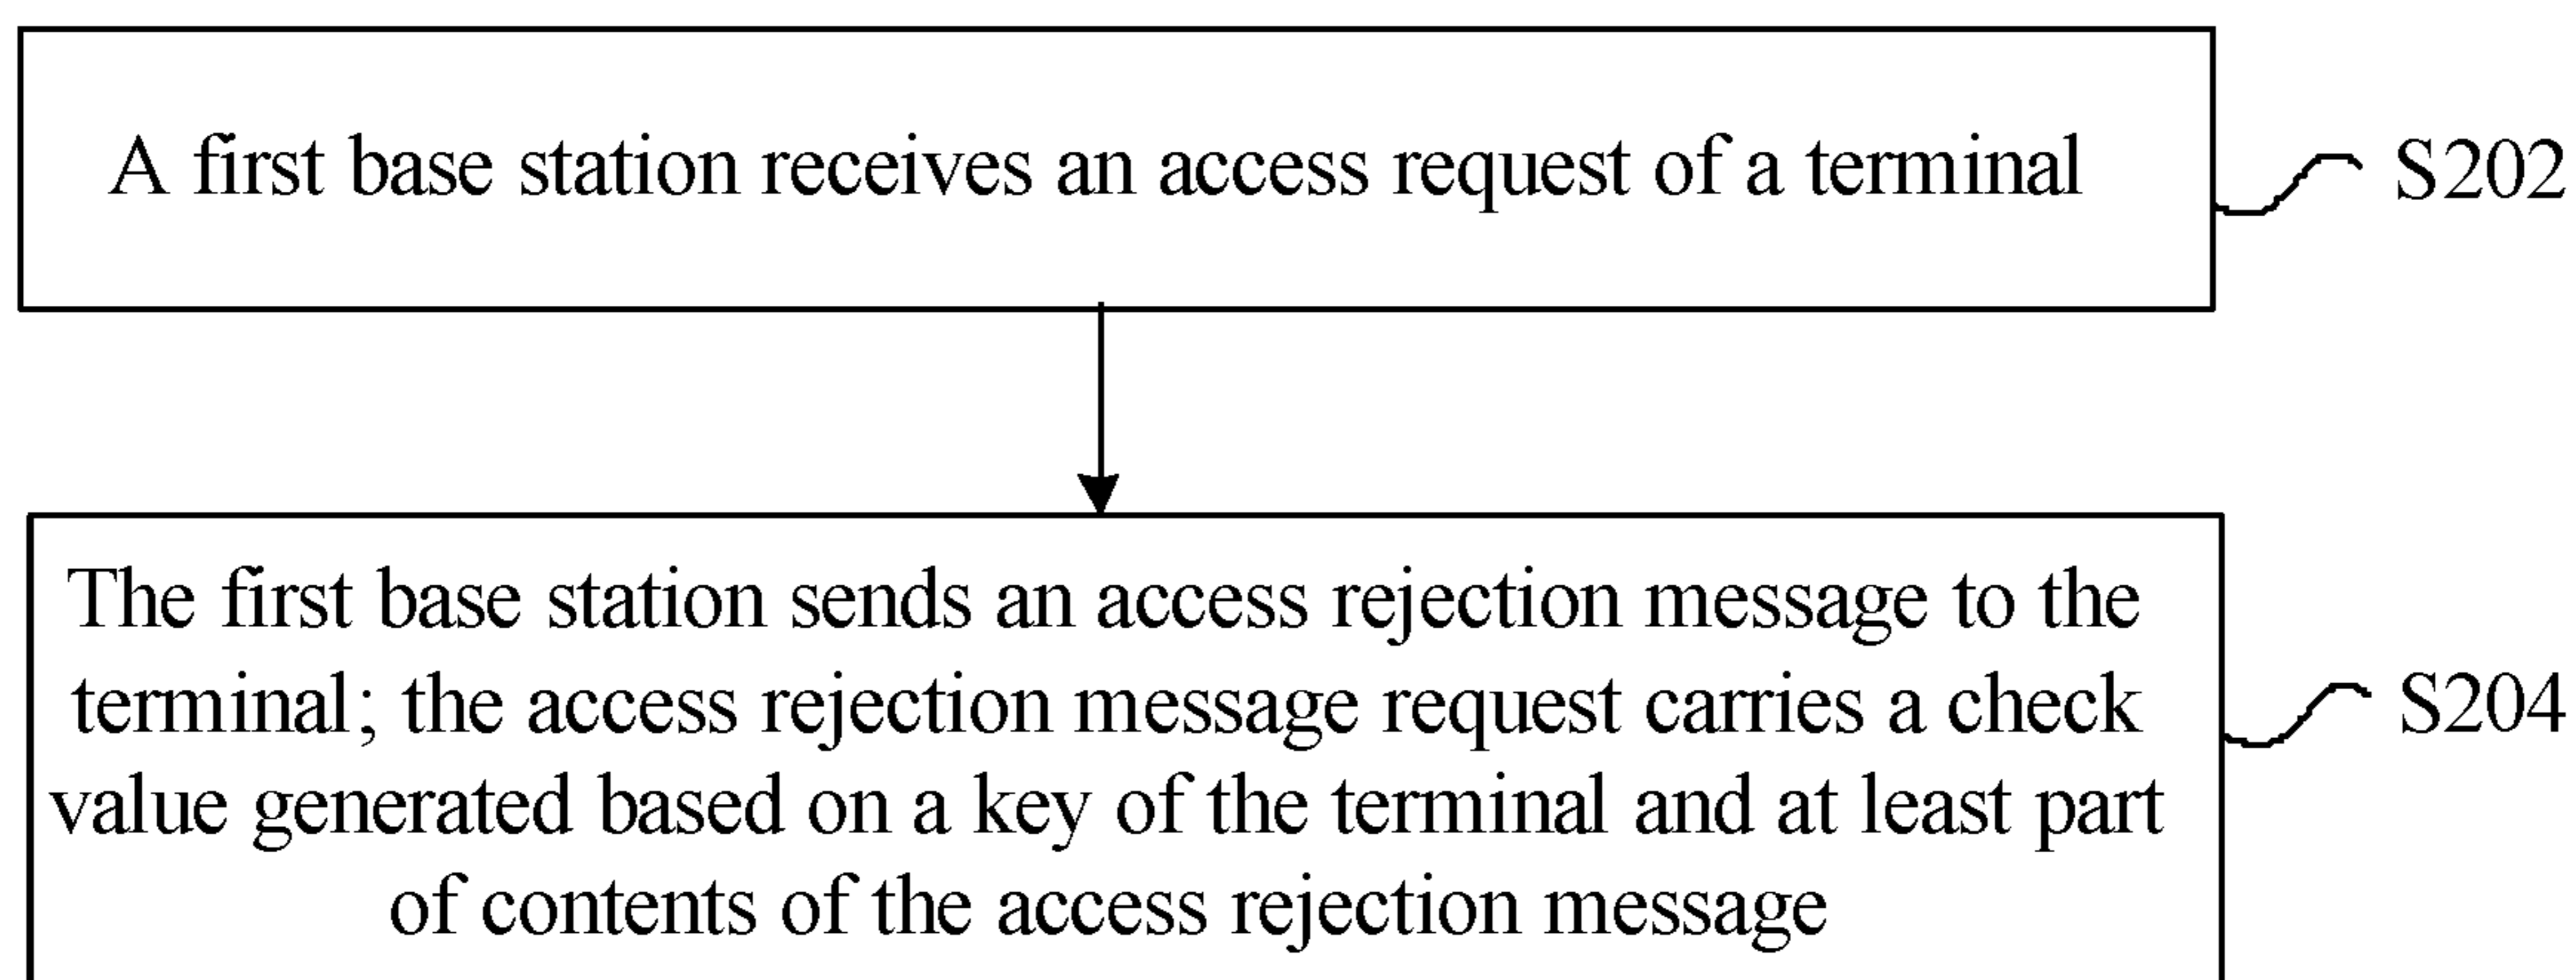 A first base station receives an access request of a terminal
S202
The first base station sends an access rejection message to the
terminal; the access rejection message request carries a check
S204
value generated based on a key of the terminal and at least part
of contents of the access rejection message